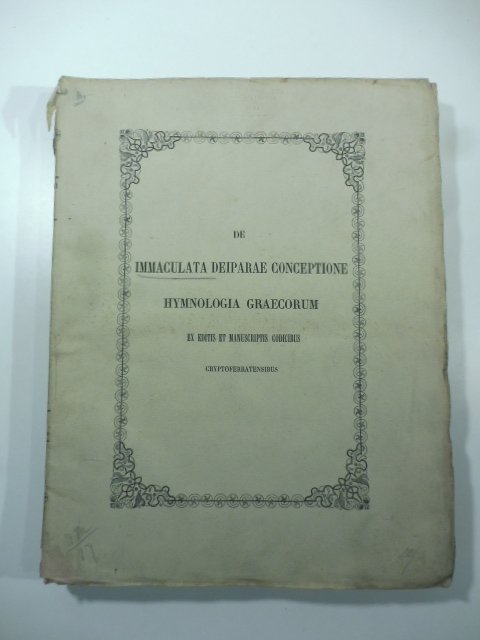 DE
IMMACULATA DEIPARAE CONCEPTIONE
HYMNOLOGIA GRAECORUM
EX EDITIS ET MANUSCRIPTIS CODICIBUS
CRYPTOFERRATENSIBUS